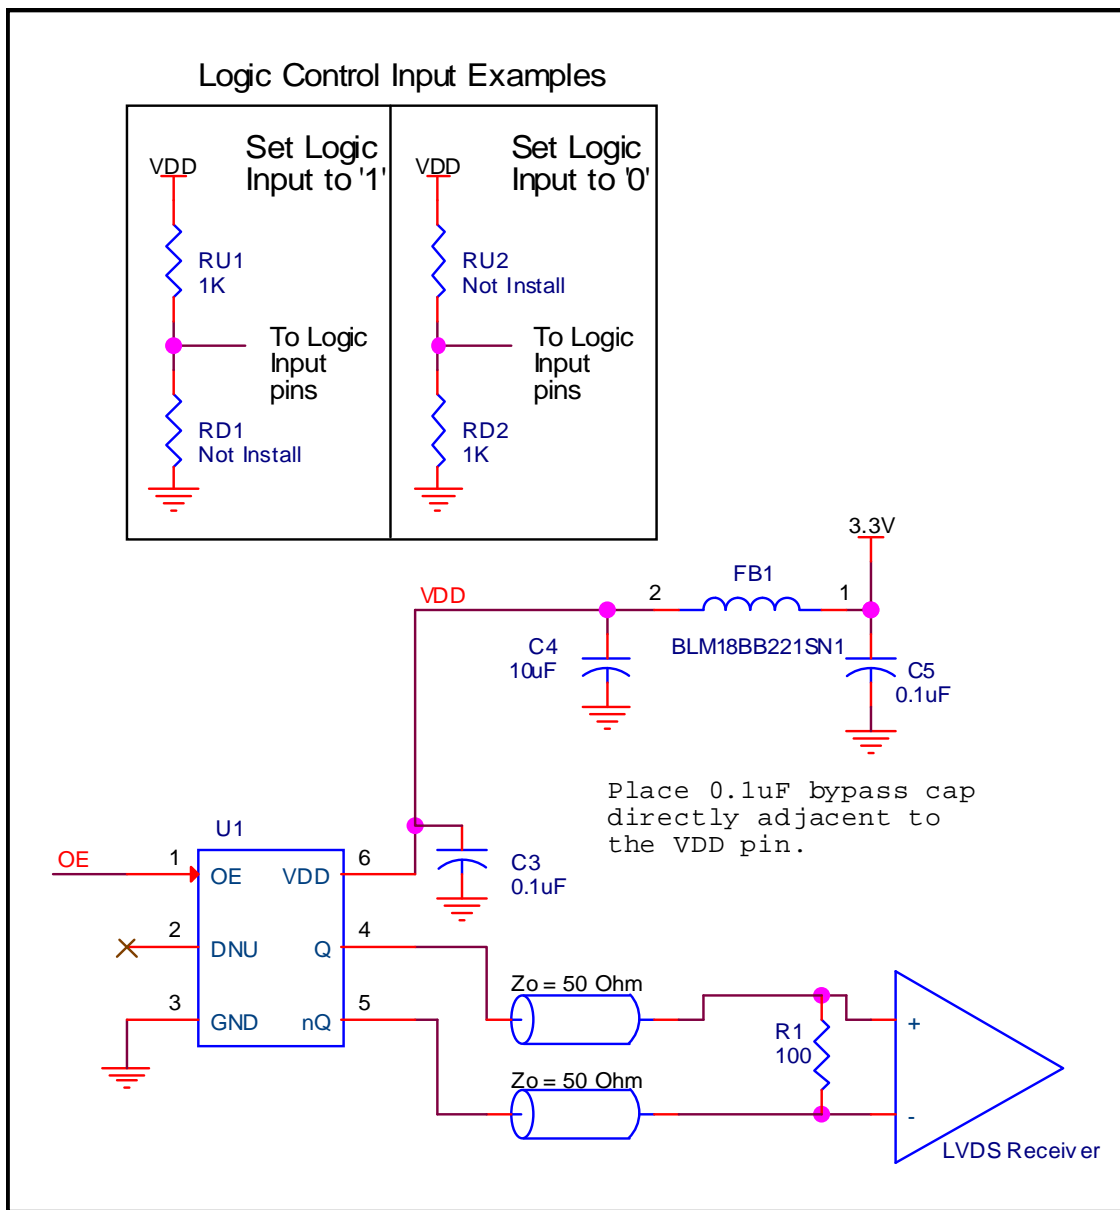 Logic Control Input Examples
Set Logic
Input to '1'
VDD
RU1
1K
To Logic
Input
pins
RD1
Not Install
Set Logic
Input to '0'
VDD
RU2
Not Install
To Logic
Input
pins
RD2
1K
3.3V
VDD
2
FB1
1
BLM18BB221SN1
C4
10uF
C5
0.1uF
Place 0.1uF bypass cap
directly adjacent to
the VDD pin.
U1
OE
1
OE
VDD
6
C3
0.1uF
2
DNU
Q
4
3
GND
nQ
5
Zo = 50 Ohm
R1
100
+
Zo = 50 Ohm
-
LVDS Receiver